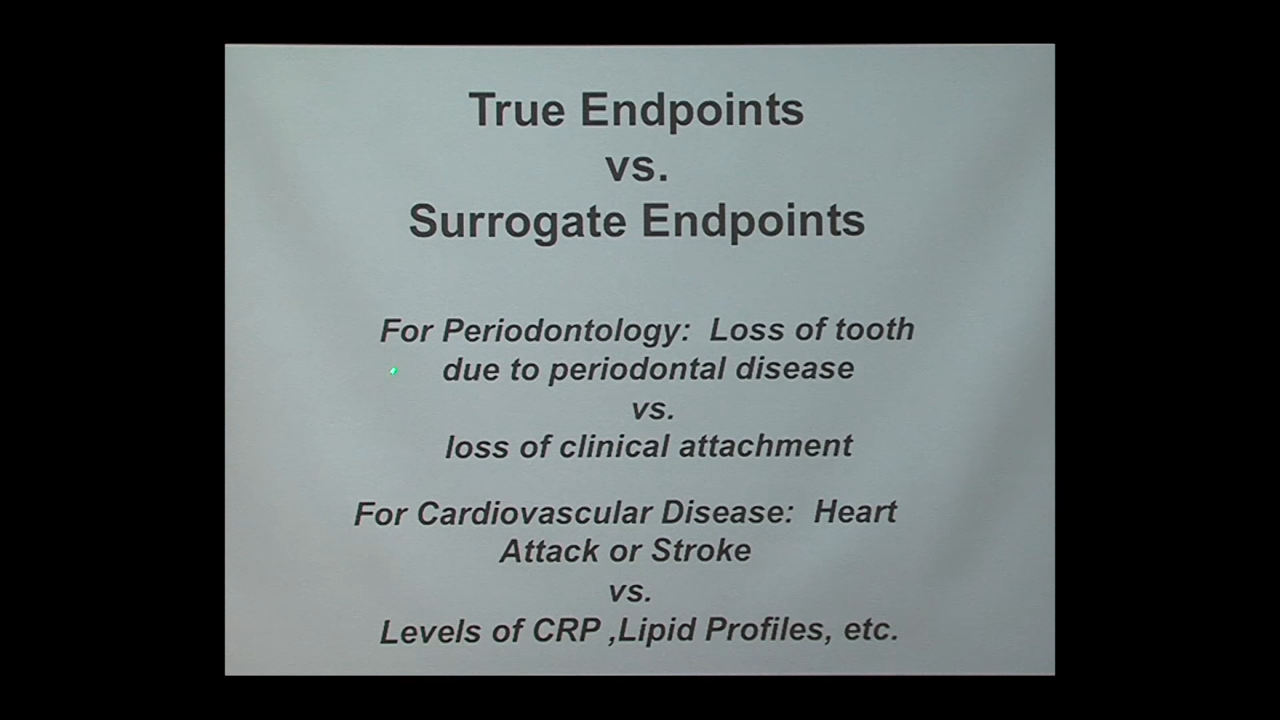 True Endpoints
vs.
Surrogate Endpoints
For Periodontology: Loss of tooth
due to periodontal disease
vs.
loss of clinical attachment
For Cardiovascular Disease: Heart
Attack or Stroke
vs.
Levels of CRP ,Lipid Profiles, etc.